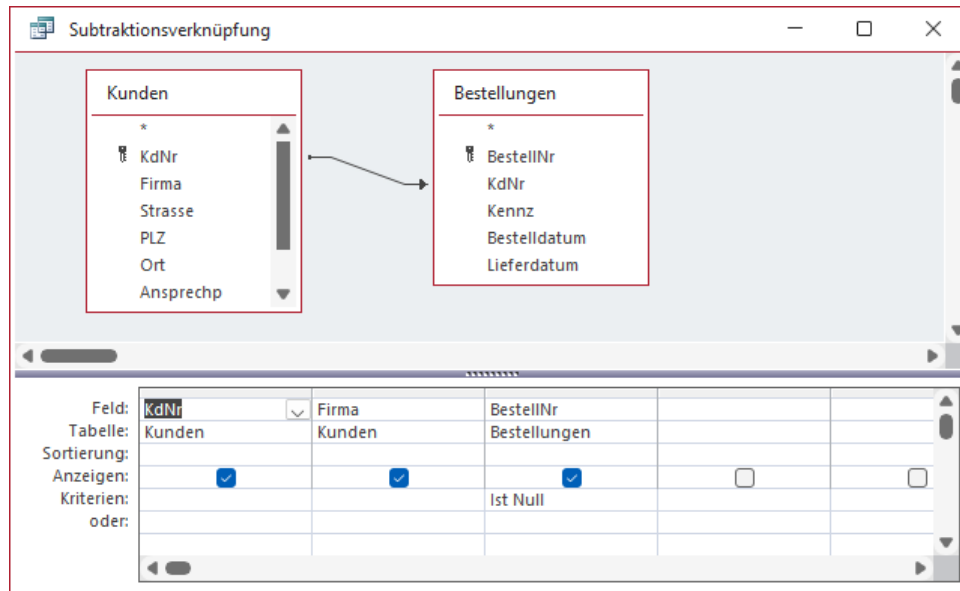 Subtraktionsverknüpfung
Kunden
*
KdNr
Firma
Strasse
PLZ
Ort
Ansprechp
Bestellungen
*
BestellNr
KdNr
Kennz
Bestelldatum
Lieferdatum
Feld: KdNr Firma BestellNr
Tabelle: Kunden Kunden Bestellungen
Sortierung:
Anzeigen:
Kriterien: Ist Null
oder: